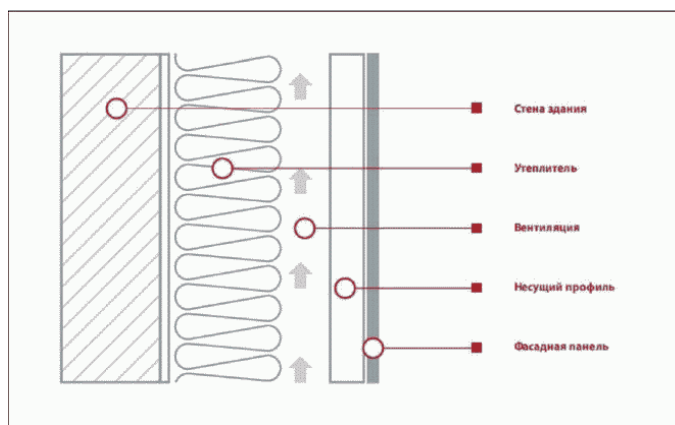 Стена здания
Утеплитель
Вентиляция
Несущий профиль
Фасадная панель